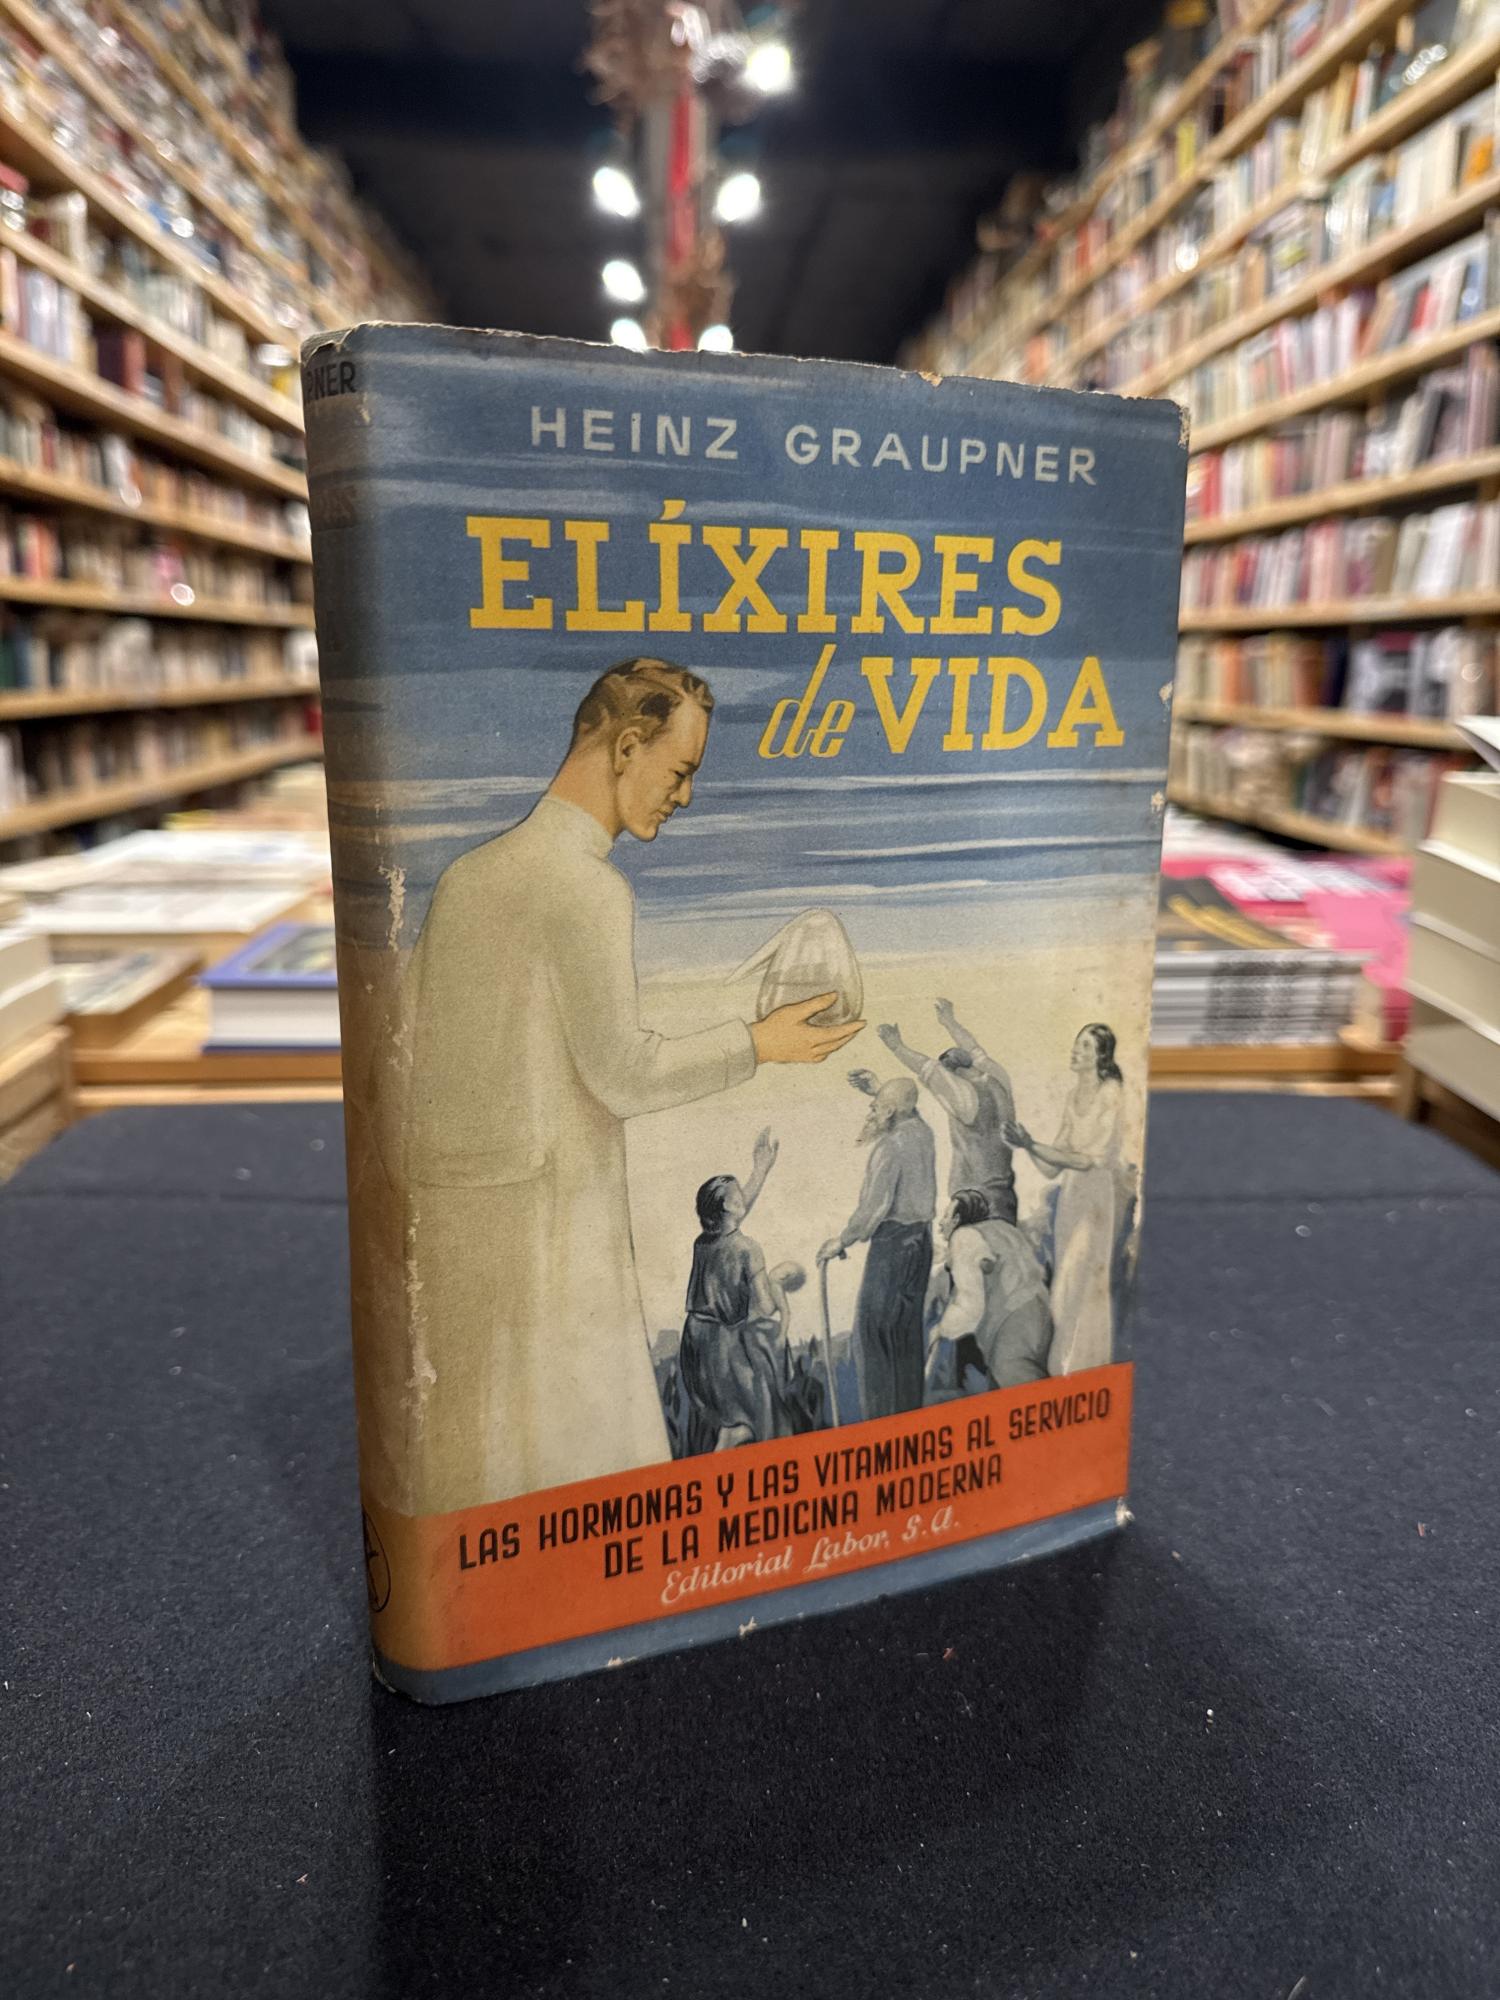 HEINZ GRAUPNER
ELÍXIRES
de VIDA
LAS HORMONAS Y LAS VITAMINAS AL SERVICIO
DE LA MEDICINA MODERNA
Editorial Labor, S.A.